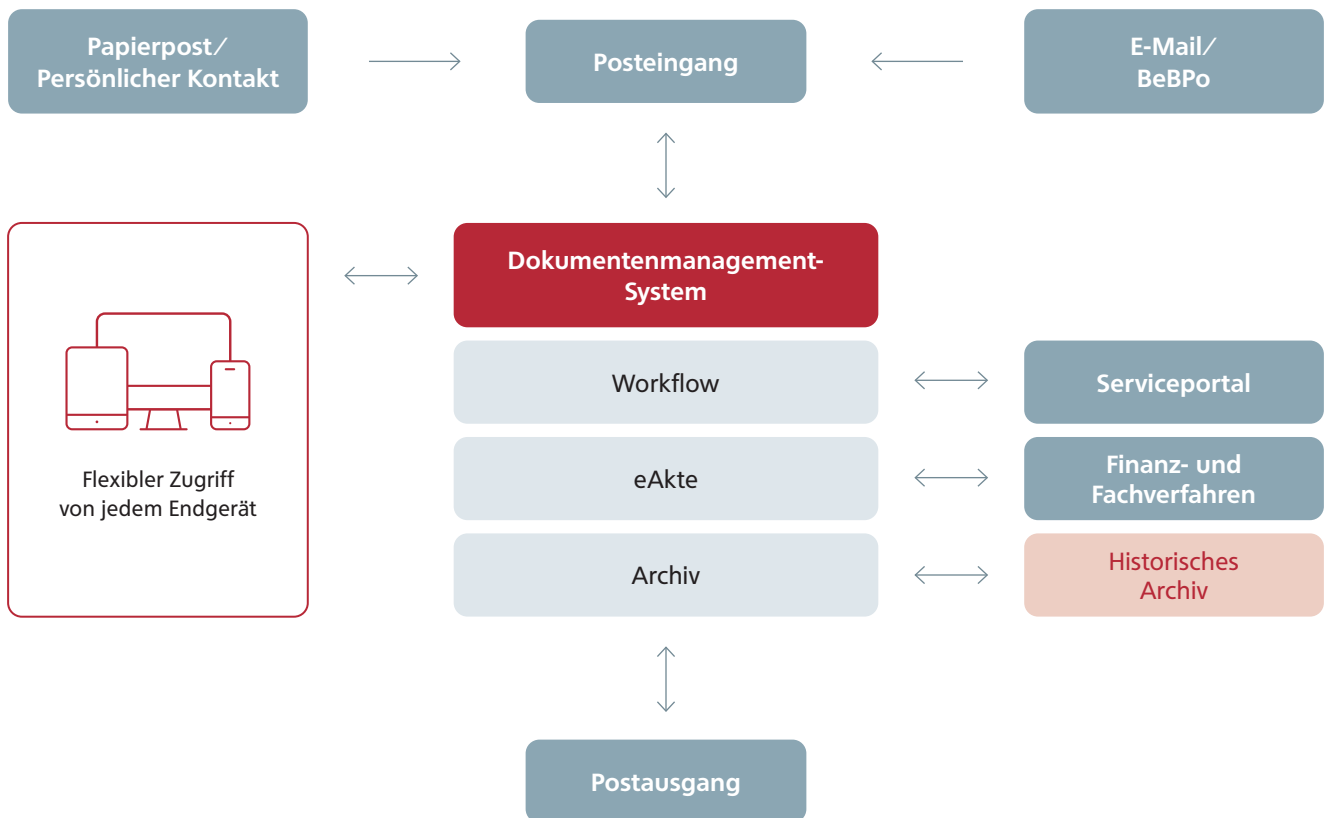 Papierpost/
Persönlicher Kontakt
Posteingang
E-Mail/
BeBPo
Dokumentenmanagement-
System
Flexibler Zugriff
von jedem Endgerät
Workflow
Serviceportal
eAkte
Finanz- und
Fachverfahren
Archiv
Historisches
Archiv
Postausgang